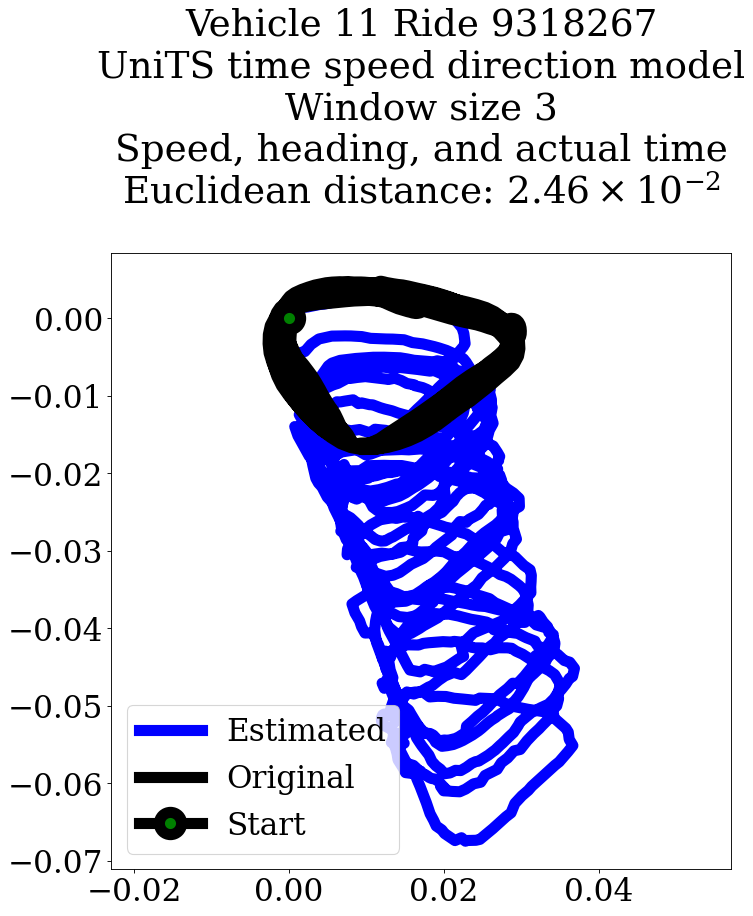 Vehicle 11 Ride 9318267
UniTS time speed direction model
Window size 3
Speed, heading, and actual time
Euclidean distance: 2.46 × 10⁻²
0.00
−0.01
−0.02
−0.03
−0.04
−0.05
−0.06
−0.07
Estimated
Original
Start
−0.02 0.00 0.02 0.04